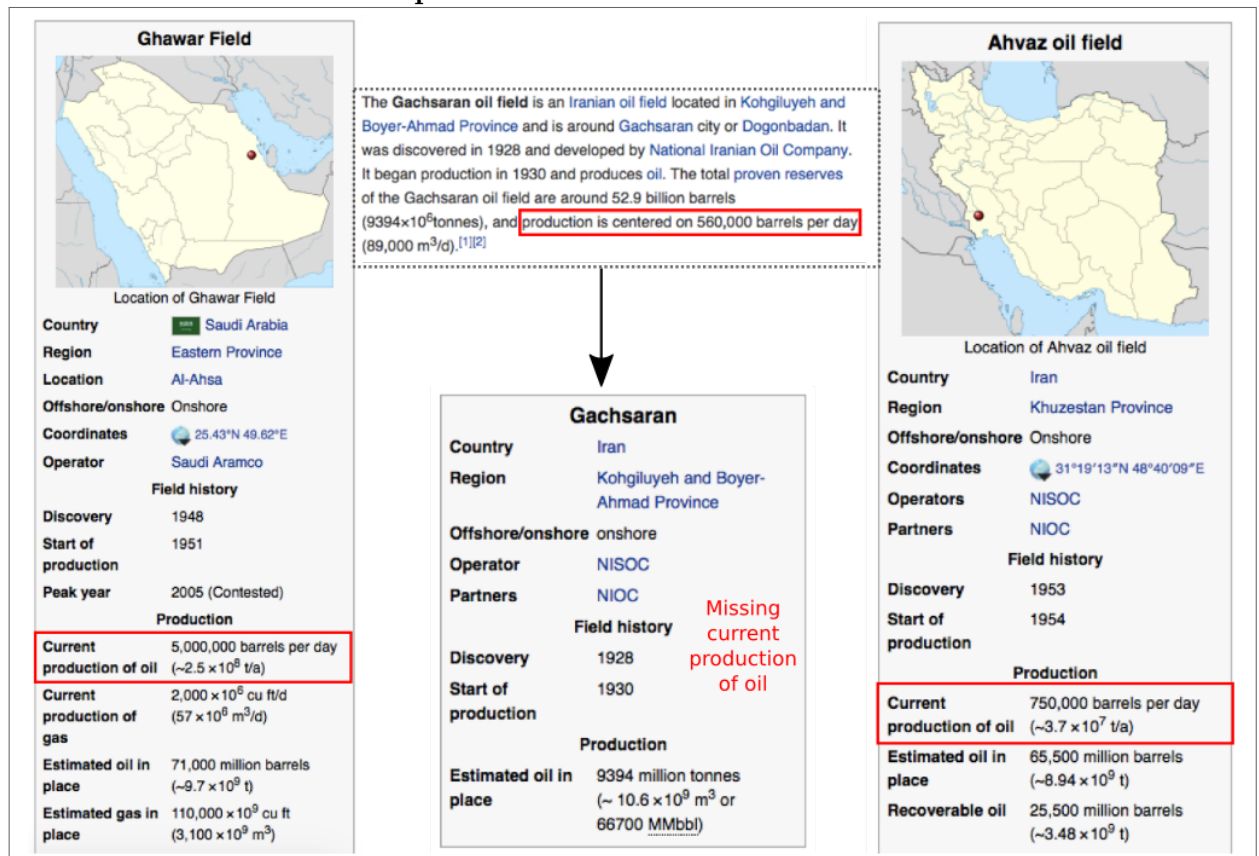 Ghawar Field
Location of Ghawar Field
Country Saudi Arabia
Region Eastern Province
Location Al-Ahsa
Offshore/onshore Onshore
Coordinates 25.43°N 49.62°E
Operator Saudi Aramco
Field history
Discovery 1948
Start of 1951
production
Peak year 2005 (Contested)
Production
Current 5,000,000 barrels per day
production of oil (~2.5 ×10⁸ t/a)
Current 2,000 ×10⁶ cu ft/d
production of (57 ×10⁶ m³/d)
gas
Estimated oil in 71,000 million barrels
place (~9.7 ×10⁹ t)
Estimated gas in 110,000 ×10⁹ cu ft
place (3,100 ×10⁹ m³)
The Gachsaran oil field is an Iranian oil field located in Kohgiluyeh and
Boyer-Ahmad Province and is around Gachsaran city or Dogonbadan. It
was discovered in 1928 and developed by National Iranian Oil Company.
It began production in 1930 and produces oil. The total proven reserves
of the Gachsaran oil field are around 52.9 billion barrels
(9394×10⁶tonnes), and production is centered on 560,000 barrels per day
(89,000 m³/d).[1][2]
Gachsaran
Country Iran
Region Kohgiluyeh and Boyer-
Ahmad Province
Offshore/onshore onshore
Operator NISOC
Partners NIOC
Field history
Discovery 1928
Start of 1930
production
Production
Estimated oil in 9394 million tonnes
place (~ 10.6 ×10⁹ m³ or
66700 MMbbl)
Missing
current
production
of oil
Ahvaz oil field
Location of Ahvaz oil field
Country Iran
Region Khuzestan Province
Offshore/onshore Onshore
Coordinates 31°19′13″N 48°40′09″E
Operators NISOC
Partners NIOC
Field history
Discovery 1953
Start of 1954
production
Production
Current 750,000 barrels per day
production of oil (~3.7 ×10⁷ t/a)
Estimated oil in 65,500 million barrels
place (~8.94 ×10⁹ t)
Recoverable oil 25,500 million barrels
(~3.48 ×10⁹ t)